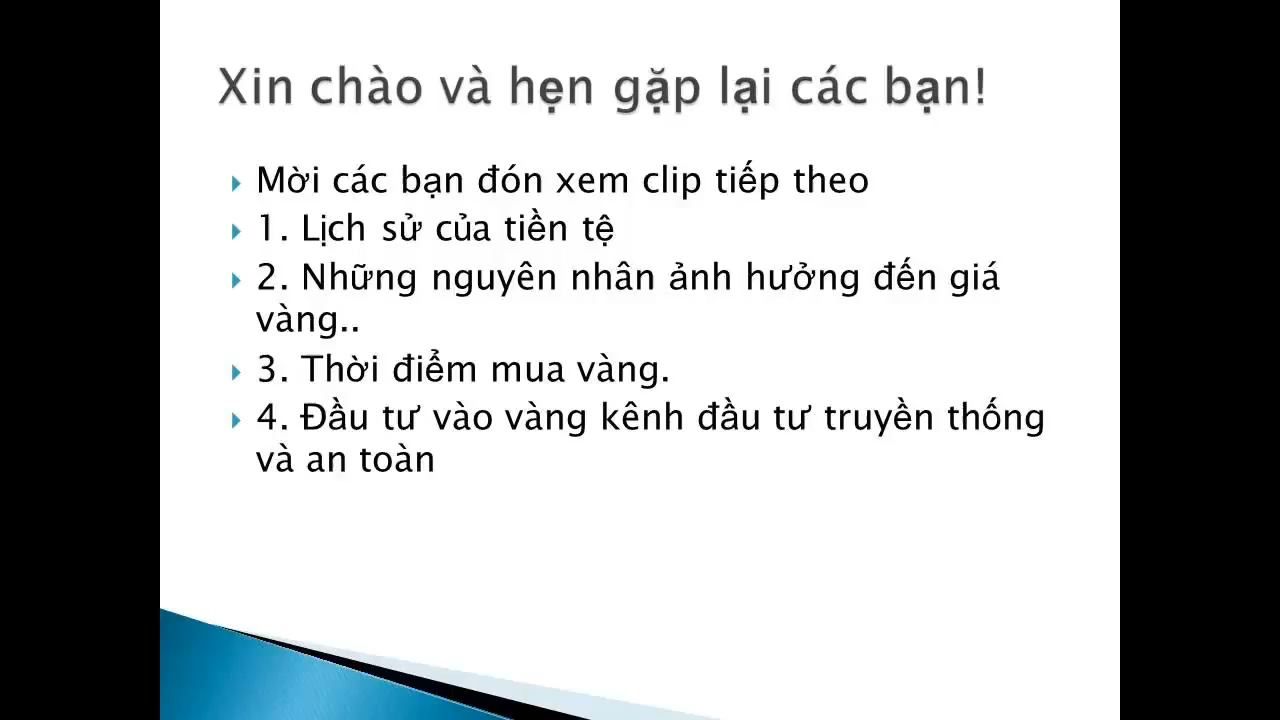 Xin chào và hẹn gặp lại các bạn!
Mời các bạn đón xem clip tiếp theo
1. Lịch sử của tiền tệ
2. Những nguyên nhân ảnh hưởng đến giá
vàng..
3. Thời điểm mua vàng.
4. Đầu tư vào vàng kênh đầu tư truyền thống
và an toàn